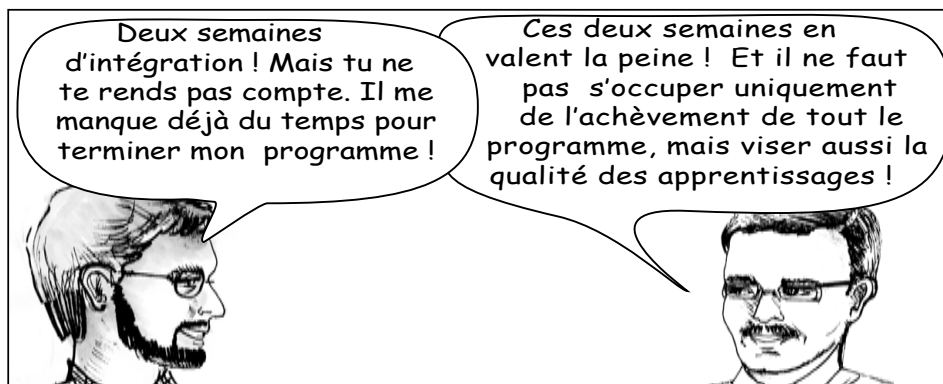 Deux semaines
d'intégration ! Mais tu ne
te rends pas compte. Il me
manque déjà du temps pour
terminer mon programme !
Ces deux semaines en
valent la peine ! Et il ne faut
pas s'occuper uniquement
de l'achèvement de tout le
programme, mais viser aussi la
qualité des apprentissages !